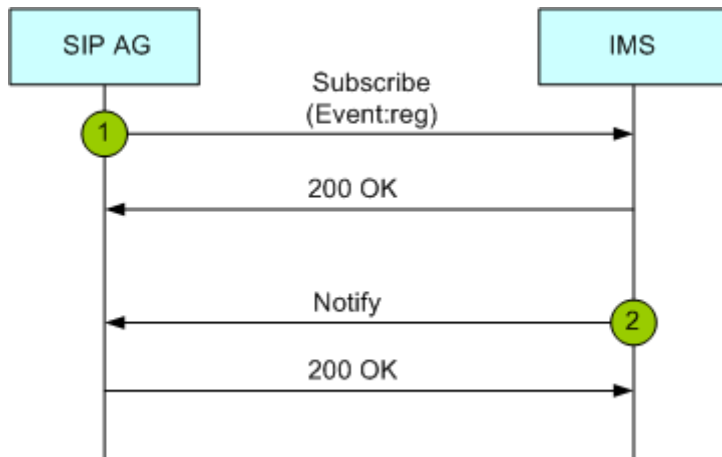 SIP AG
IMS
Subscribe
(Event:reg)
1
200 OK
Notify
2
200 OK